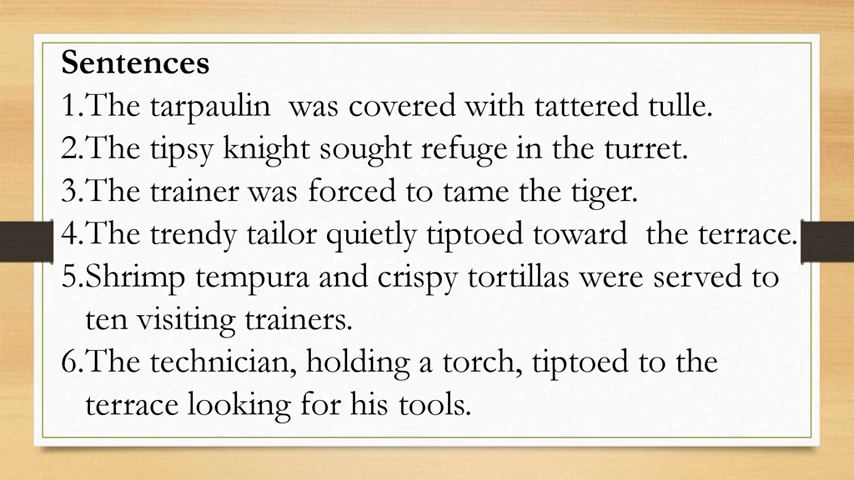 Sentences
1.The tarpaulin  was covered with tattered tulle.
2.The tipsy knight sought refuge in the turret.
3.The trainer was forced to tame the tiger.
4.The trendy tailor quietly tiptoed toward  the terrace.
5.Shrimp tempura and crispy tortillas were served to
ten visiting trainers.
6.The technician, holding a torch, tiptoed to the
terrace looking for his tools.